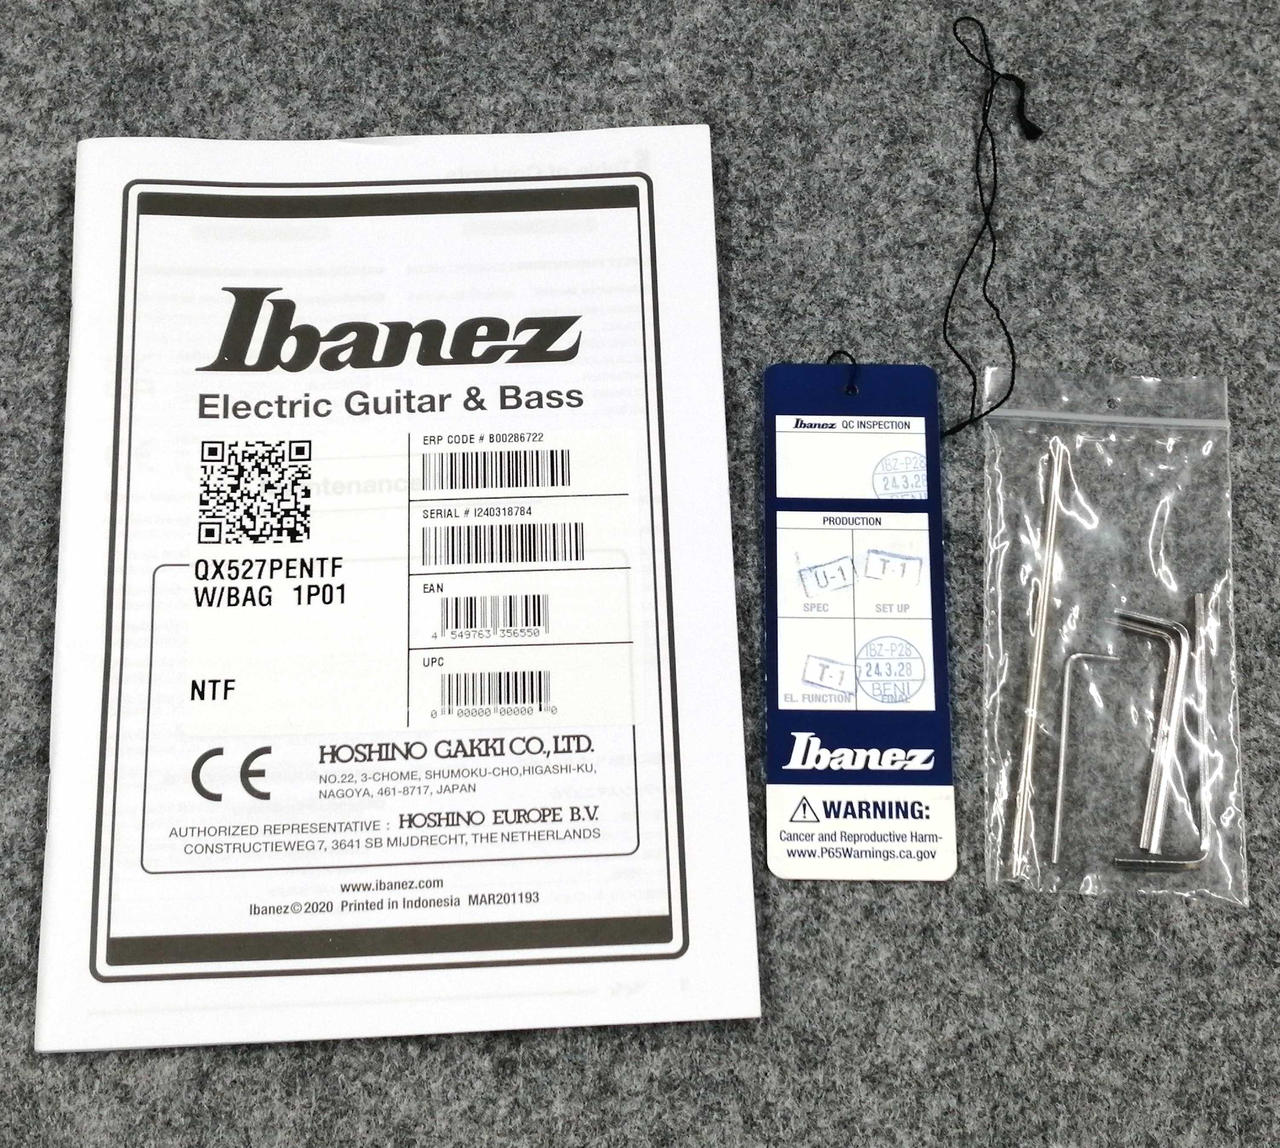 Ibanez
Electric Guitar & Bass
ERP CODE # B00286722
SERIAL # I240318784
QX527PENTF
W/BAG 1P01
EAN
4 549763 356550
UPC
0 00000 00000 0
NTF
CE
HOSHINO GAKKI CO., LTD.
NO.22, 3-CHOME, SHUMOKU-CHO,HIGASHI-KU,
NAGOYA, 461-8717, JAPAN
AUTHORIZED REPRESENTATIVE : HOSHINO EUROPE B.V.
CONSTRUCTIEWEG 7, 3641 SB MIJDRECHT, THE NETHERLANDS
www.ibanez.com
Ibanez©2020 Printed in Indonesia MAR201193
Ibanez QC INSPECTION
IBZ-P28
24.3.28
BENI
PRODUCTION
U-1
T-1
SPEC
SET UP
IBZ-P28
T-1
24.3.28
BENI
EL. FUNCTION
FINAL
Ibanez
WARNING:
Cancer and Reproductive Harm-
www.P65Warnings.ca.gov